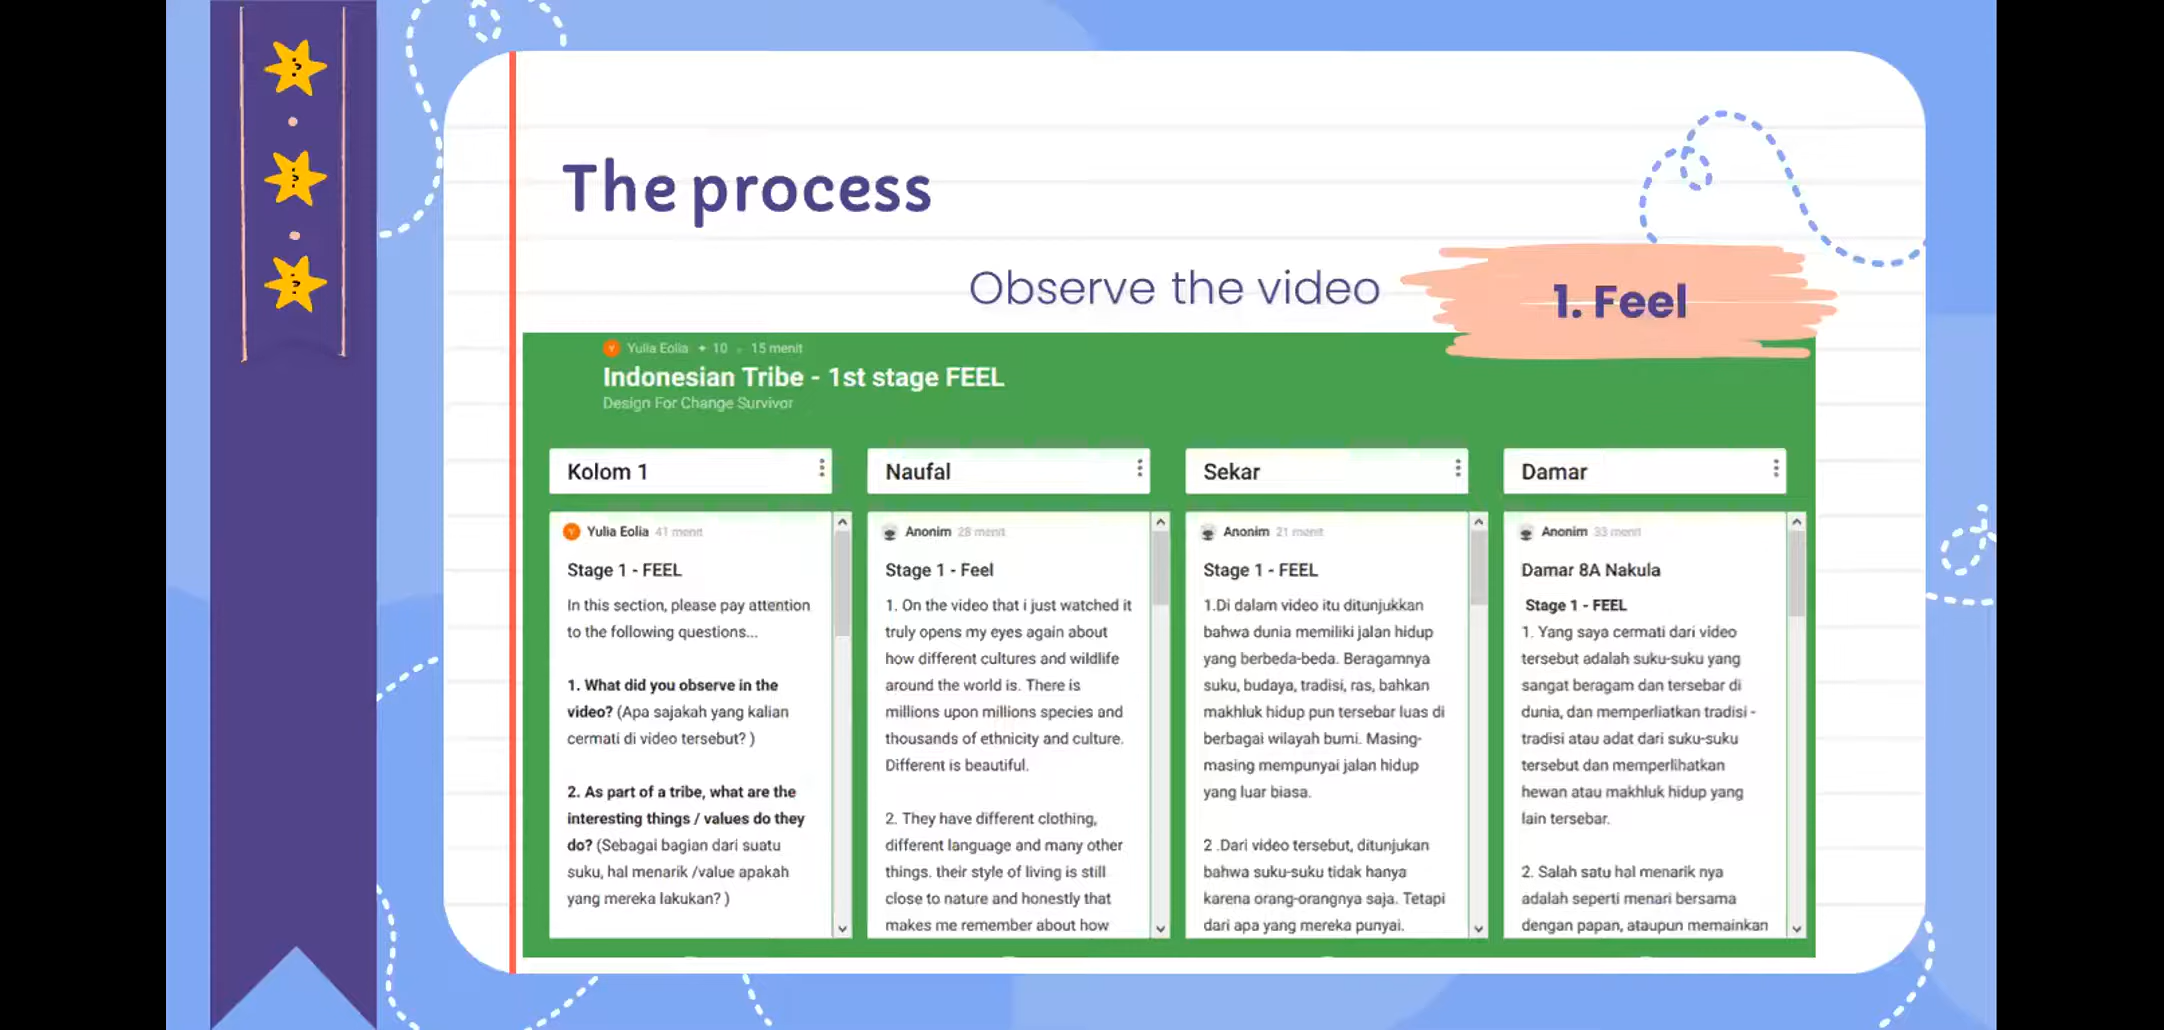 The process
Observe the video
1. Feel
Yulia Eolia + 10 . 15 menit
Indonesian Tribe - 1st stage FEEL
Design For Change Survivor
Kolom 1
Yulia Eolia 41 menit
Stage 1 - FEEL
In this section, please pay attention
to the following questions...
1. What did you observe in the
video? (Apa sajakah yang kalian
cermati di video tersebut? )
2. As part of a tribe, what are the
interesting things / values do they
do? (Sebagai bagian dari suatu
suku, hal menarik /value apakah
yang mereka lakukan? )
Naufal
Anonim 28 menit
Stage 1 - Feel
1. On the video that i just watched it
truly opens my eyes again about
how different cultures and wildlife
around the world is. There is
millions upon millions species and
thousands of ethnicity and culture.
Different is beautiful.
2. They have different clothing,
different language and many other
things. their style of living is still
close to nature and honestly that
makes me remember about how
Sekar
Anonim 21 menit
Stage 1 - FEEL
1.Di dalam video itu ditunjukkan
bahwa dunia memiliki jalan hidup
yang berbeda-beda. Beragamnya
suku, budaya, tradisi, ras, bahkan
makhluk hidup pun tersebar luas di
berbagai wilayah bumi. Masing-
masing mempunyai jalan hidup
yang luar biasa.
2 .Dari video tersebut, ditunjukan
bahwa suku-suku tidak hanya
karena orang-orangnya saja. Tetapi
dari apa yang mereka punyai.
Damar
Anonim 33 menit
Damar 8A Nakula
Stage 1 - FEEL
1. Yang saya cermati dari video
tersebut adalah suku-suku yang
sangat beragam dan tersebar di
dunia, dan memperliatkan tradisi -
tradisi atau adat dari suku-suku
tersebut dan memperlihatkan
hewan atau makhluk hidup yang
lain tersebar.
2. Salah satu hal menarik nya
adalah seperti menari bersama
dengan papan, ataupun memainkan